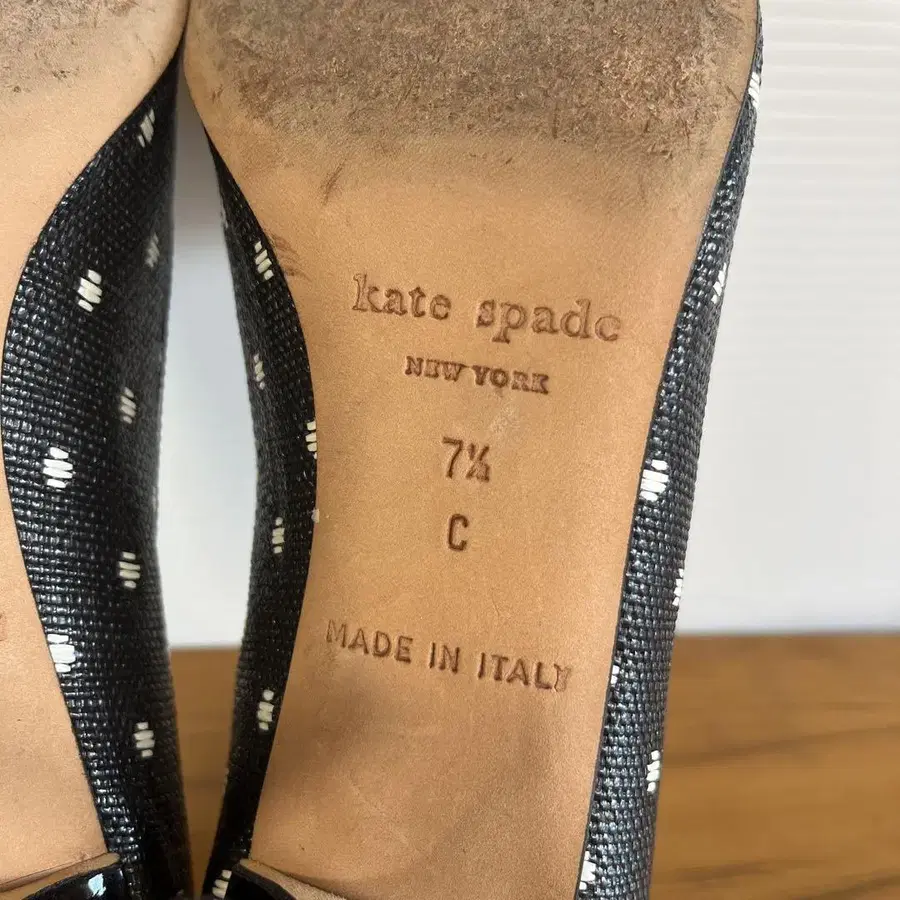 kate spade
NEW YORK
7½
C
MADE IN ITALY